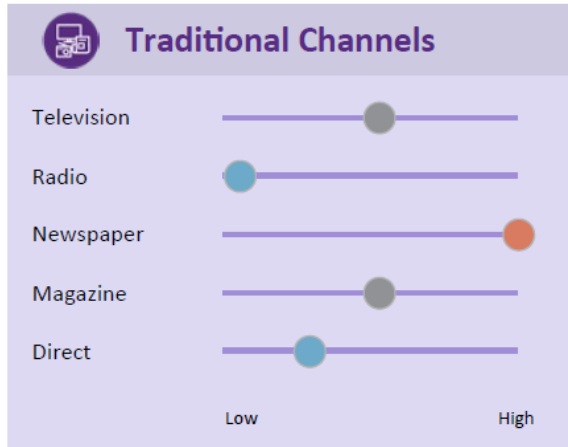 Traditional Channels
Television
Radio
Newspaper
Magazine
Direct
Low High